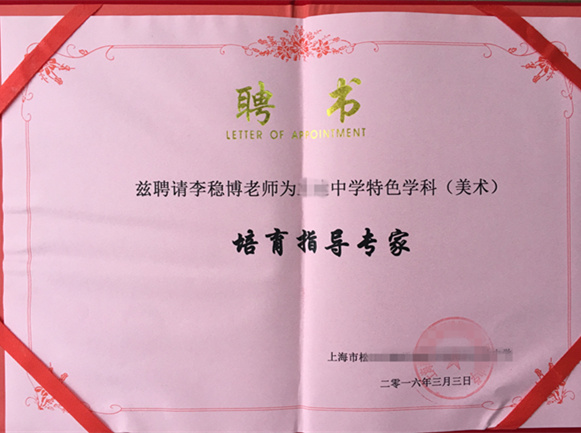 聘书
LETTER OF APPOINTMENT
兹聘请李稳博老师为中学特色学科（美术）
培育指导专家
上海市松
二〇一六年三月三日